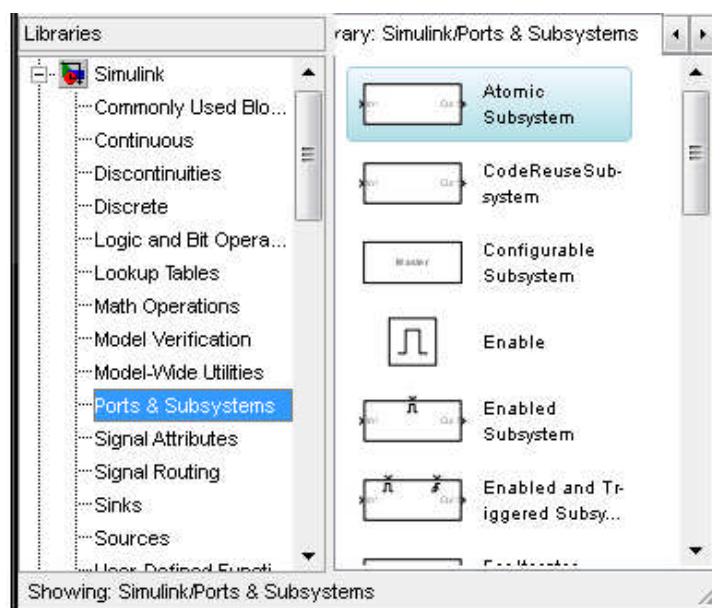 Libraries
rary: Simulink/Ports & Subsystems
Simulink
Commonly Used Blo...
Continuous
Discontinuities
Discrete
Logic and Bit Opera...
Lookup Tables
Math Operations
Model Verification
Model-Wide Utilities
Ports & Subsystems
Signal Attributes
Signal Routing
Sinks
Sources
Atomic
Subsystem
CodeReuseSub-
system
Configurable
Subsystem
Master
Enable
Enabled
Subsystem
Enabled and Tr-
iggered Subsy...
Showing: Simulink/Ports & Subsystems